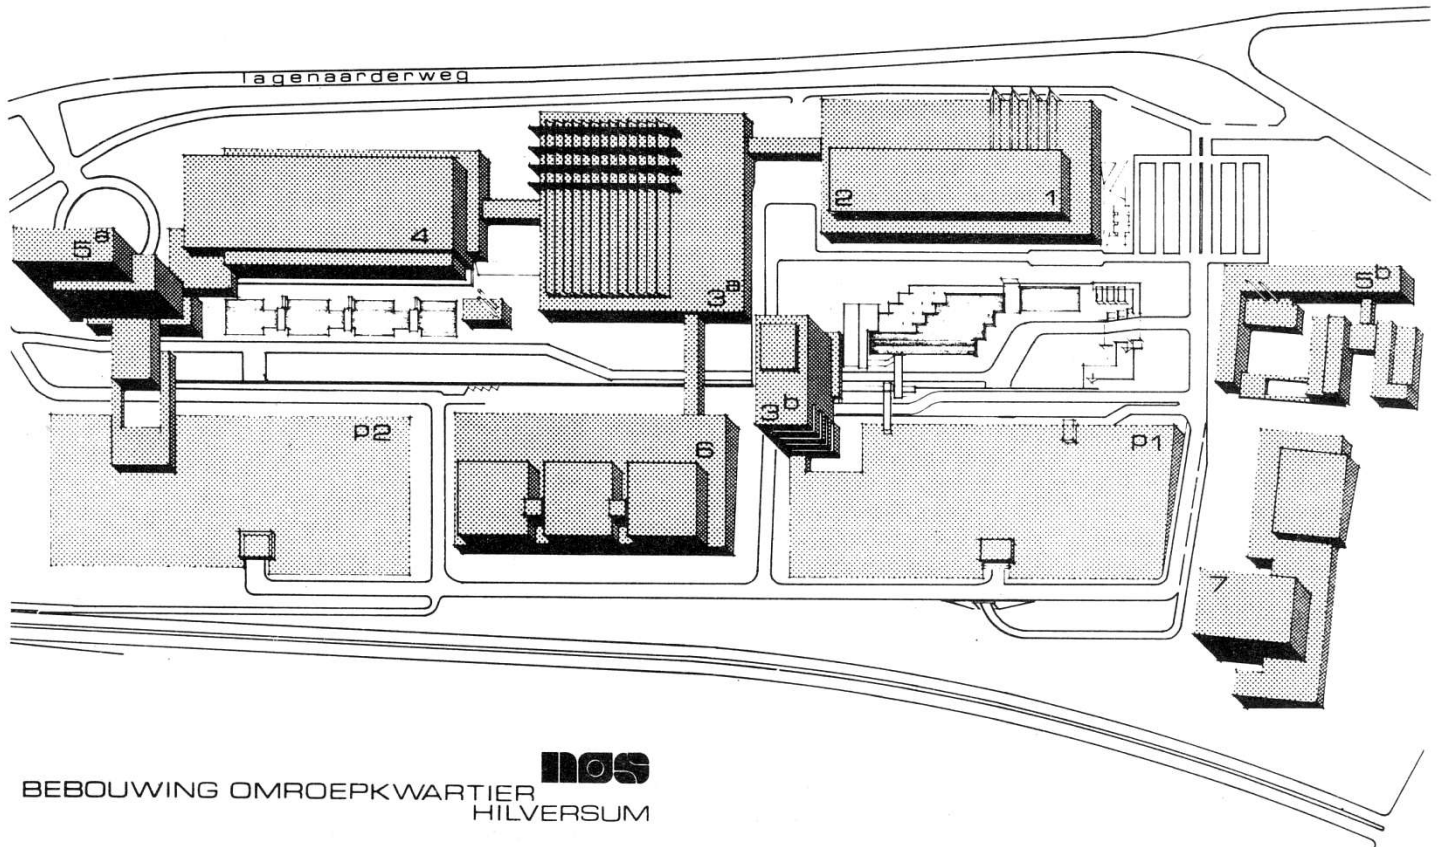 lagenaarderweg
2
1
4
5a
3a
5b
3b
P2
6
P1
7
nos
BEBOUWING OMROEPKWARTIER
HILVERSUM